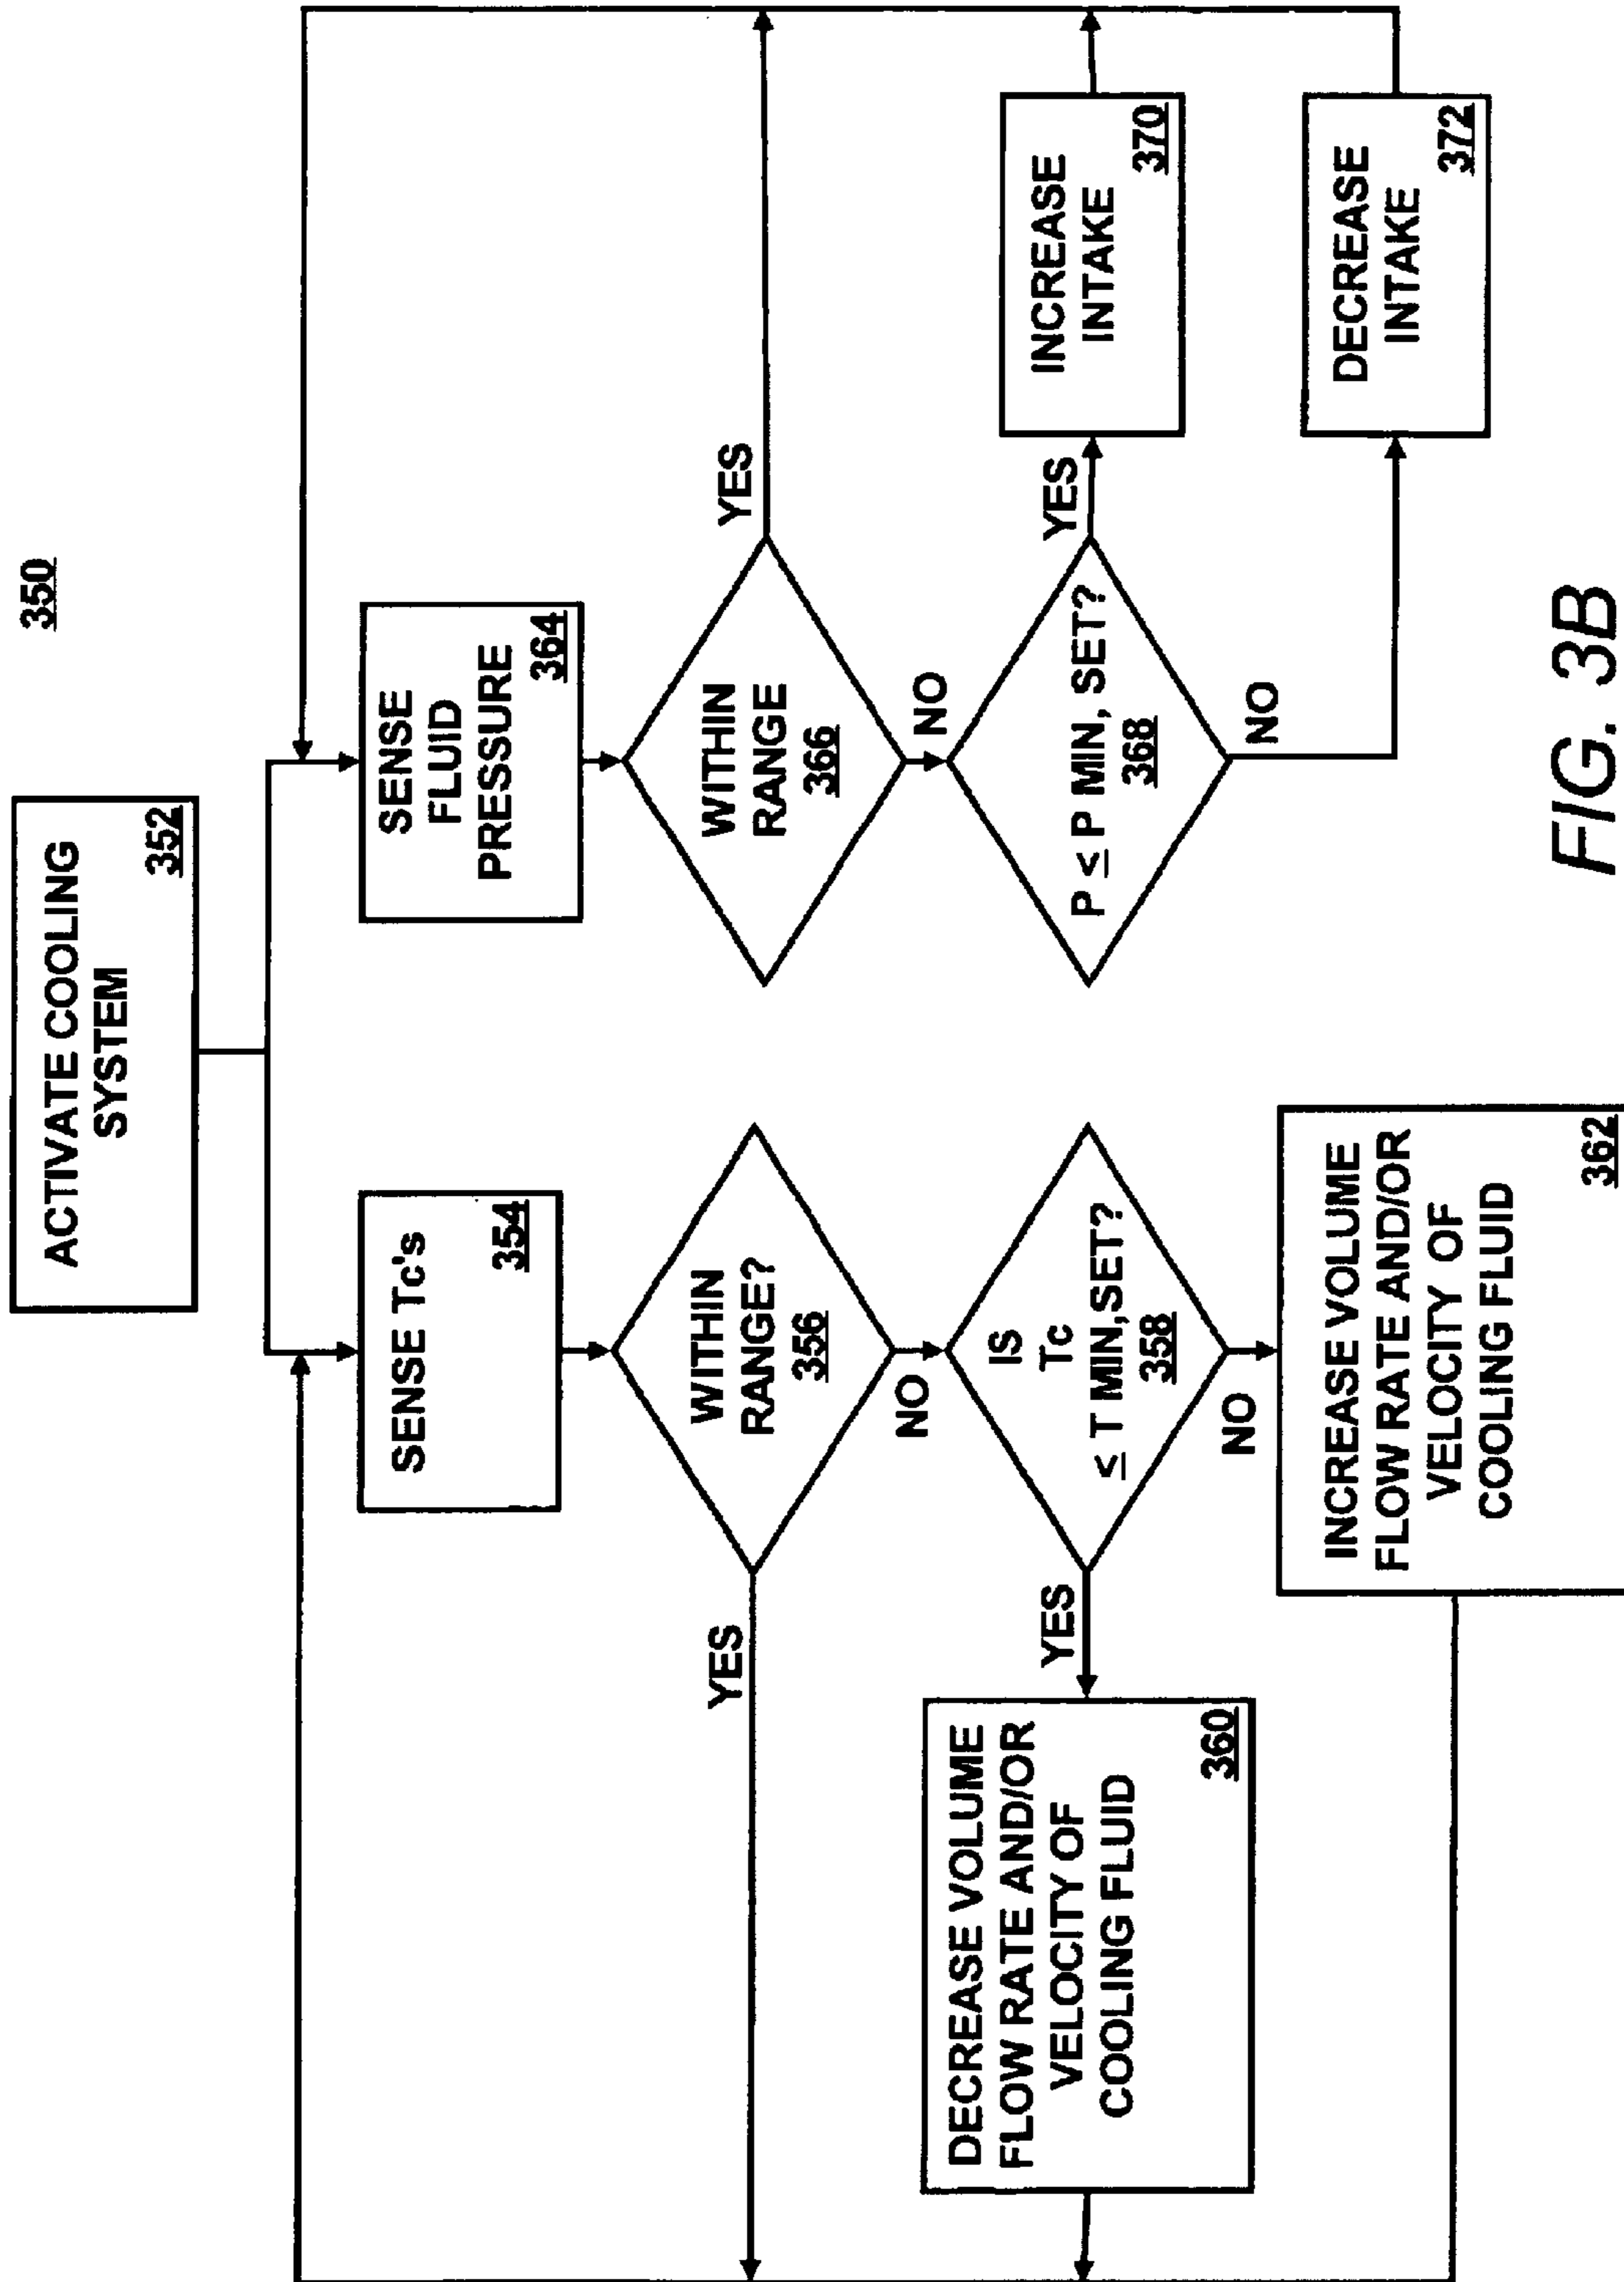 350
ACTIVATE COOLING
SYSTEM
352
SENSE Tc's
354
WITHIN
RANGE?
356
YES
NO
IS
Tc
≤ T MIN,SET?
358
YES
NO
DECREASE VOLUME
FLOW RATE AND/OR
VELOCITY OF
COOLING FLUID
360
INCREASE VOLUME
FLOW RATE AND/OR
VELOCITY OF
COOLING FLUID
362
SENSE
FLUID
PRESSURE
364
WITHIN
RANGE
366
YES
NO
P ≤ P MIN, SET?
368
YES
NO
INCREASE
INTAKE
370
DECREASE
INTAKE
372
FIG. 3B